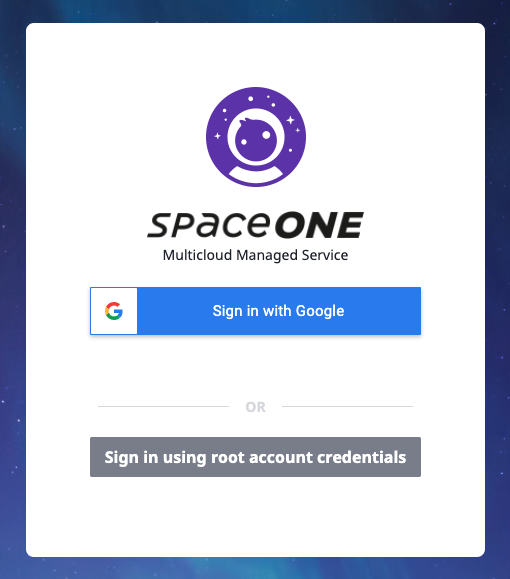 spaceONE
Multicloud Managed Service
Sign in with Google
OR
Sign in using root account credentials